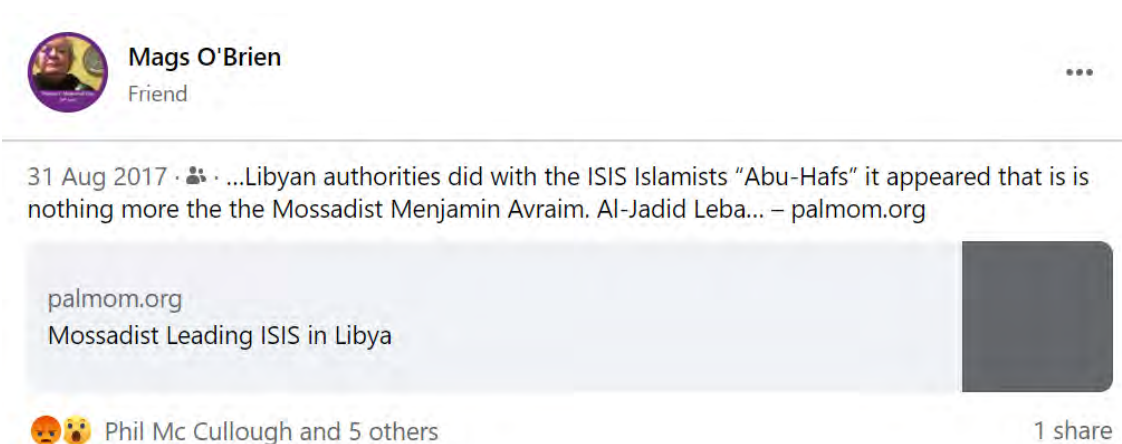 Mags O'Brien
Friend
31 Aug 2017 · · ...Libyan authorities did with the ISIS Islamists “Abu-Hafs” it appeared that is is
nothing more the the Mossadist Menjamin Avraim. Al-Jadid Leba... – palmom.org
palmom.org
Mossadist Leading ISIS in Libya
Phil Mc Cullough and 5 others
1 share